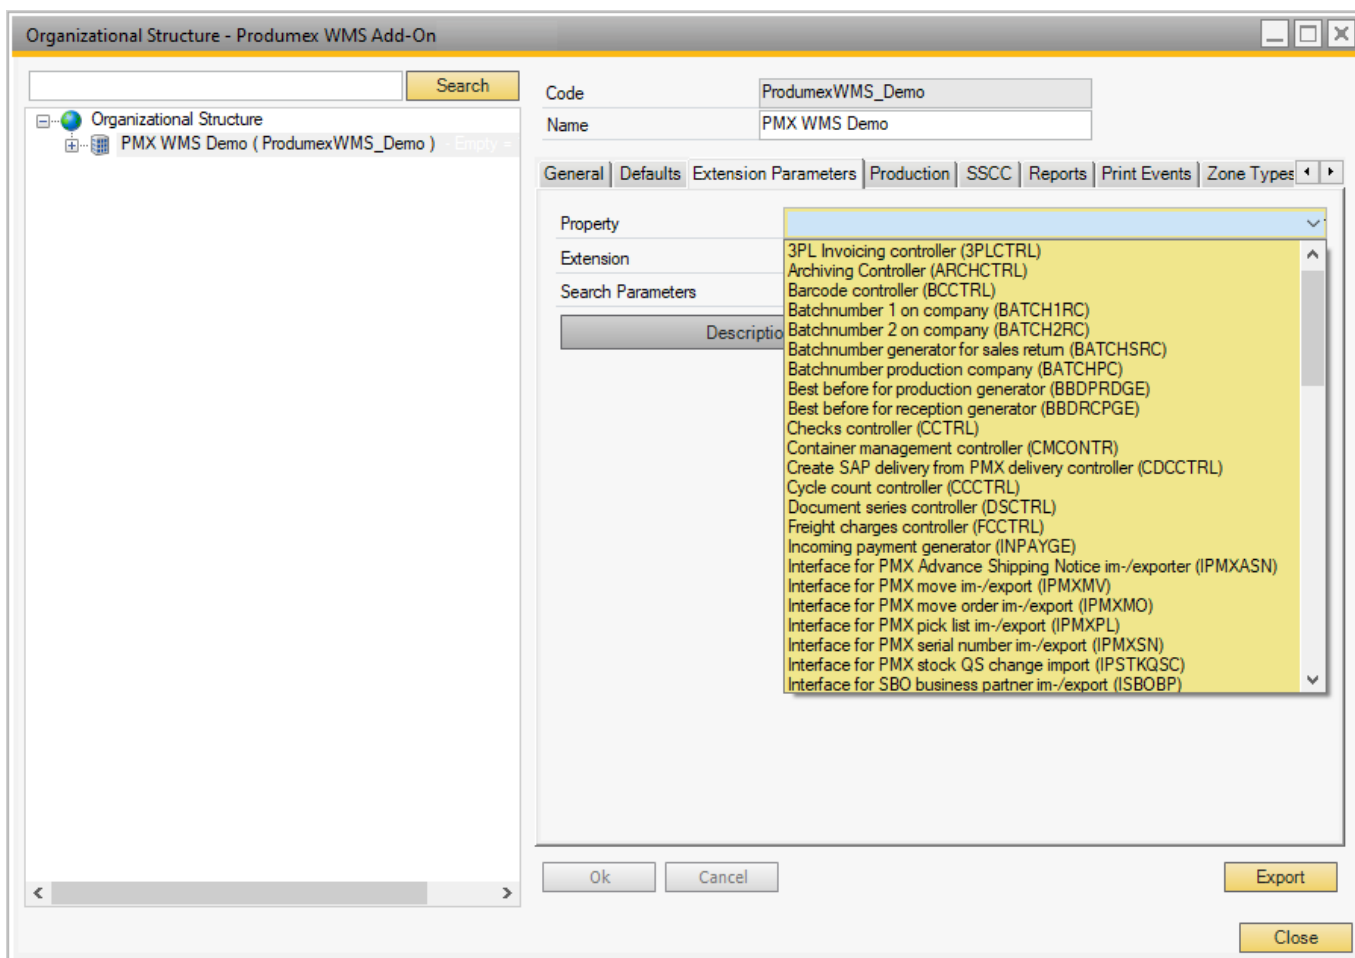 Organizational Structure - Produmex WMS Add-On
Search
Organizational Structure
PMX WMS Demo ( ProdumexWMS_Demo ) - Empty =
Code ProdumexWMS_Demo
Name PMX WMS Demo
General Defaults Extension Parameters Production SSCC Reports Print Events Zone Types
Property
Extension
Search Parameters
Descriptio
3PL Invoicing controller (3PLCTRL)
Archiving Controller (ARCHCTRL)
Barcode controller (BCCTRL)
Batchnumber 1 on company (BATCH1RC)
Batchnumber 2 on company (BATCH2RC)
Batchnumber generator for sales return (BATCHSRC)
Batchnumber production company (BATCHPC)
Best before for production generator (BBDPRDGE)
Best before for reception generator (BBDRCPGE)
Checks controller (CCTRL)
Container management controller (CMCONTR)
Create SAP delivery from PMX delivery controller (CDCCTRL)
Cycle count controller (CCCTRL)
Document series controller (DSCTRL)
Freight charges controller (FCCTRL)
Incoming payment generator (INPAYGE)
Interface for PMX Advance Shipping Notice im-/exporter (IPMXASN)
Interface for PMX move im-/export (IPMXMV)
Interface for PMX move order im-/export (IPMXMO)
Interface for PMX pick list im-/export (IPMXPL)
Interface for PMX serial number im-/export (IPMXSN)
Interface for PMX stock QS change import (IPSTKQSC)
Interface for SBO business partner im-/export (ISBOBP)
Ok Cancel Export
Close